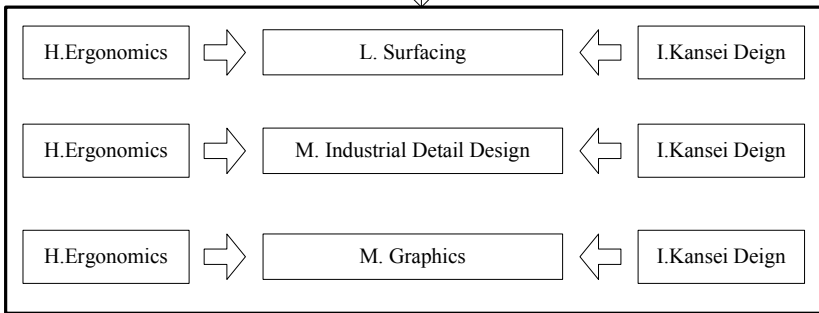 H.Ergonomics L. Surfacing I.Kansei Deign
H.Ergonomics M. Industrial Detail Design I.Kansei Deign
H.Ergonomics M. Graphics I.Kansei Deign